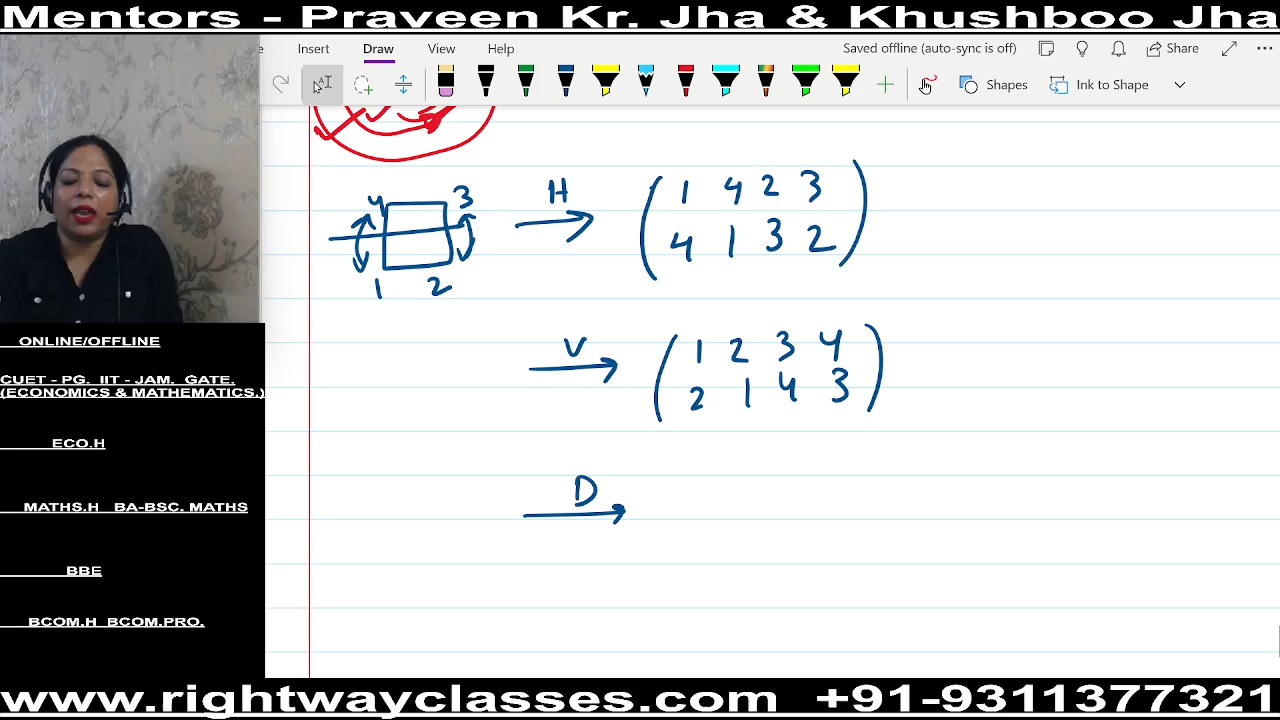 Mentors - Praveen Kr. Jha & Khushboo Jha
Insert Draw View Help Saved offline (auto-sync is off) Share
Shapes Ink to Shape
4 3
1 2
H
1 4 2 3
4 1 3 2
V
1 2 3 4
2 1 4 3
D
ONLINE/OFFLINE
CUET - PG. IIT - JAM. GATE.
(ECONOMICS & MATHEMATICS.)
ECO.H
MATHS.H BA-BSC. MATHS
BBE
BCOM.H BCOM.PRO.
www.rightwayclasses.com +91-9311377321